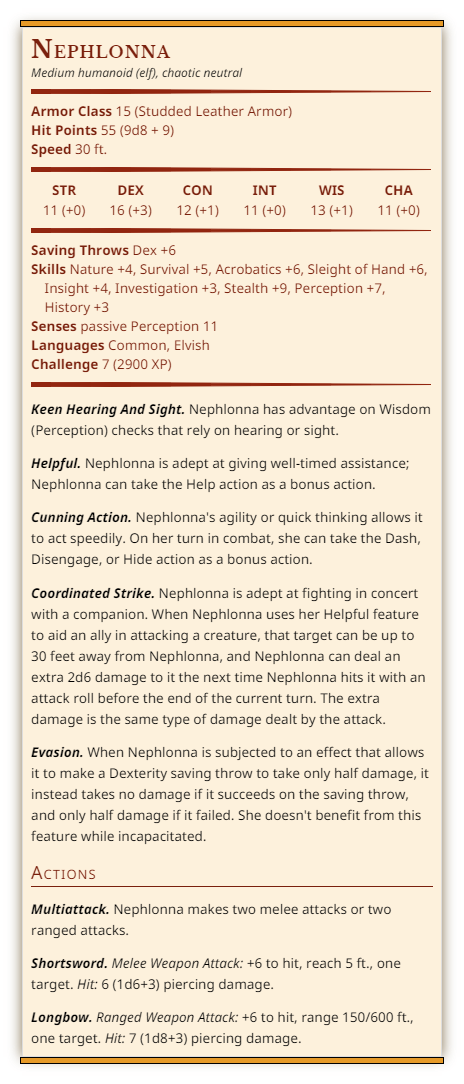 Nephlonna
Medium humanoid (elf), chaotic neutral
Armor Class 15 (Studded Leather Armor)
Hit Points 55 (9d8 + 9)
Speed 30 ft.
STR DEX CON INT WIS CHA
11 (+0) 16 (+3) 12 (+1) 11 (+0) 13 (+1) 11 (+0)
Saving Throws Dex +6
Skills Nature +4, Survival +5, Acrobatics +6, Sleight of Hand +6,
Insight +4, Investigation +3, Stealth +9, Perception +7,
History +3
Senses passive Perception 11
Languages Common, Elvish
Challenge 7 (2900 XP)
Keen Hearing And Sight. Nephlonna has advantage on Wisdom
(Perception) checks that rely on hearing or sight.
Helpful. Nephlonna is adept at giving well-timed assistance;
Nephlonna can take the Help action as a bonus action.
Cunning Action. Nephlonna's agility or quick thinking allows it
to act speedily. On her turn in combat, she can take the Dash,
Disengage, or Hide action as a bonus action.
Coordinated Strike. Nephlonna is adept at fighting in concert
with a companion. When Nephlonna uses her Helpful feature
to aid an ally in attacking a creature, that target can be up to
30 feet away from Nephlonna, and Nephlonna can deal an
extra 2d6 damage to it the next time Nephlonna hits it with an
attack roll before the end of the current turn. The extra
damage is the same type of damage dealt by the attack.
Evasion. When Nephlonna is subjected to an effect that allows
it to make a Dexterity saving throw to take only half damage, it
instead takes no damage if it succeeds on the saving throw,
and only half damage if it failed. She doesn't benefit from this
feature while incapacitated.
Actions
Multiattack. Nephlonna makes two melee attacks or two
ranged attacks.
Shortsword. Melee Weapon Attack: +6 to hit, reach 5 ft., one
target. Hit: 6 (1d6+3) piercing damage.
Longbow. Ranged Weapon Attack: +6 to hit, range 150/600 ft.,
one target. Hit: 7 (1d8+3) piercing damage.